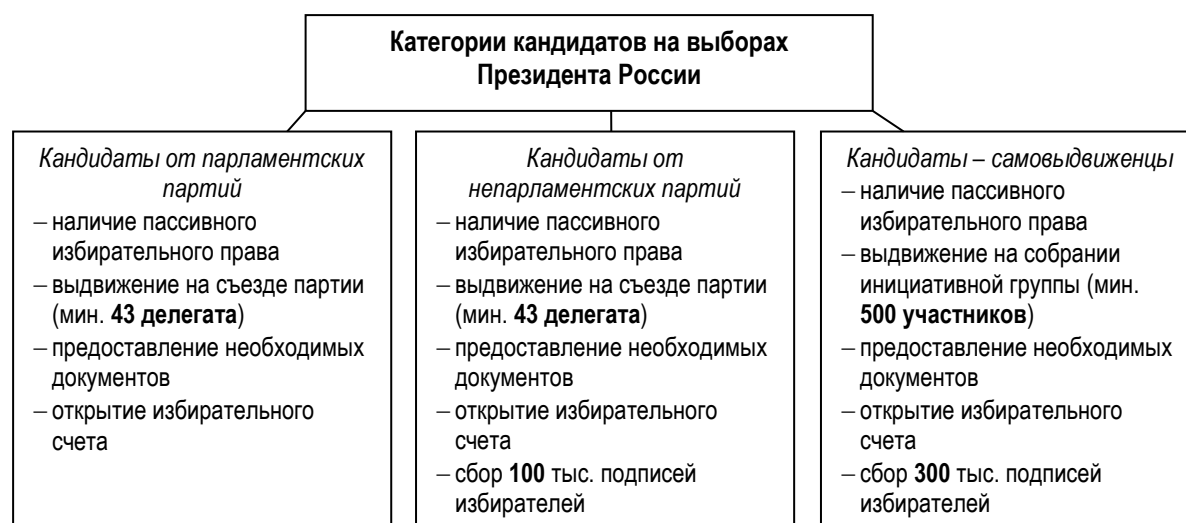 Категории кандидатов на выборах
Президента России
Кандидаты от парламентских
партий
– наличие пассивного
избирательного права
– выдвижение на съезде партии
(мин. 43 делегата)
– предоставление необходимых
документов
– открытие избирательного
счета
Кандидаты от
непарламентских партий
– наличие пассивного
избирательного права
– выдвижение на съезде партии
(мин. 43 делегата)
– предоставление необходимых
документов
– открытие избирательного
счета
– сбор 100 тыс. подписей
избирателей
Кандидаты – самовыдвиженцы
– наличие пассивного
избирательного права
– выдвижение на собрании
инициативной группы (мин.
500 участников)
– предоставление необходимых
документов
– открытие избирательного
счета
– сбор 300 тыс. подписей
избирателей